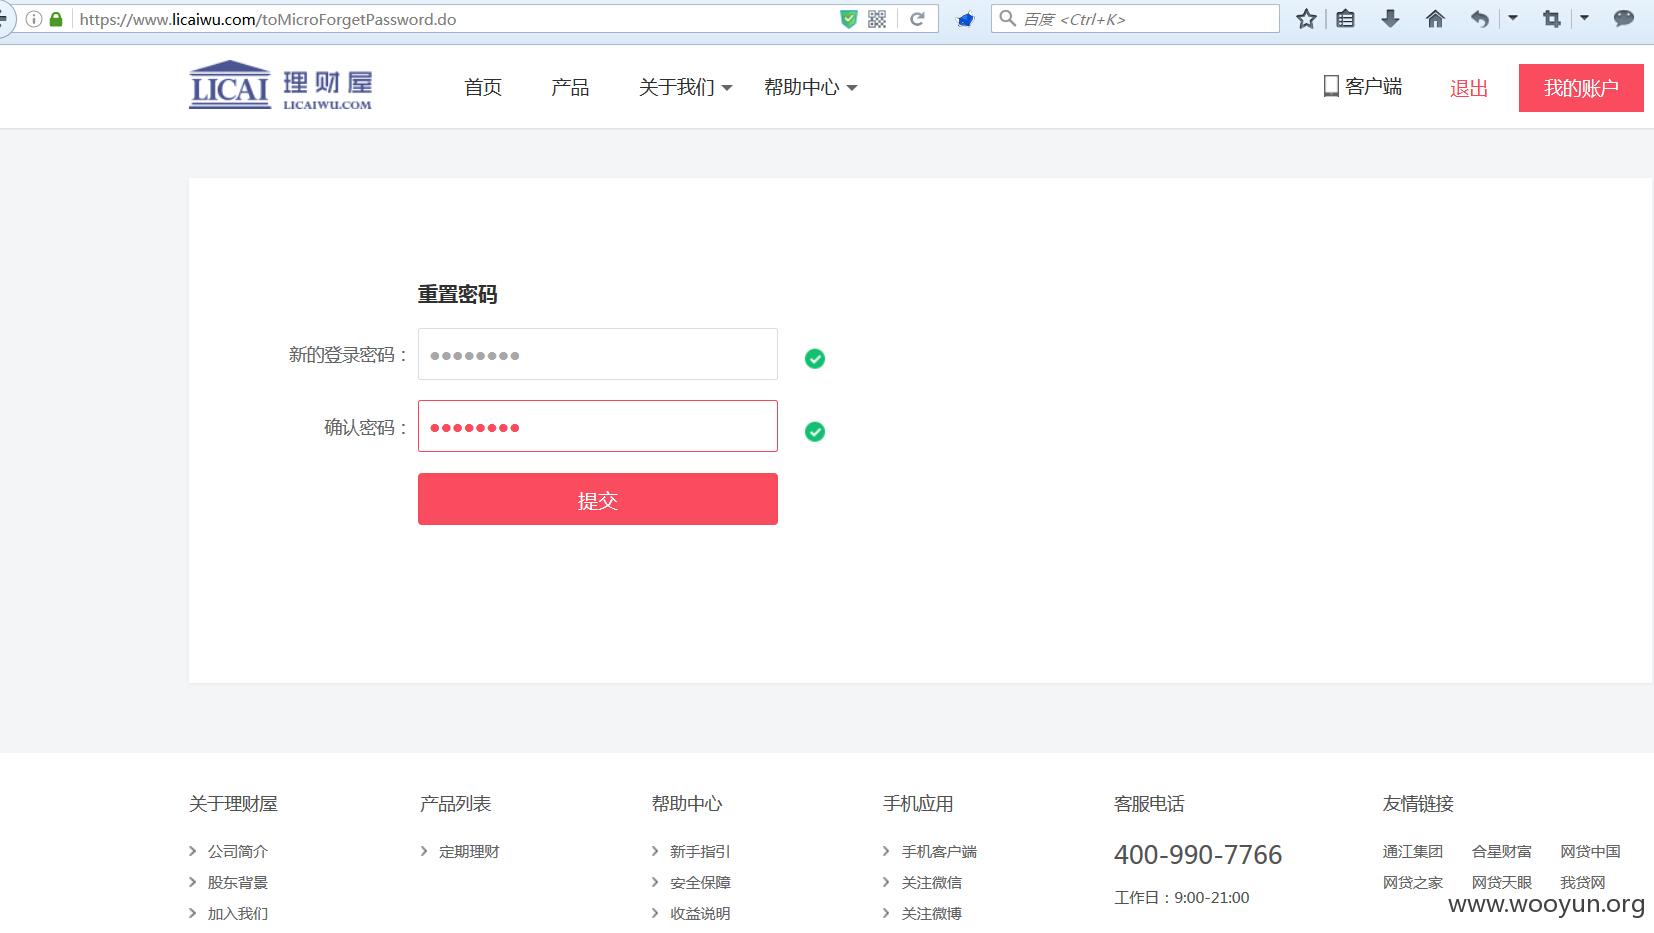 https://www.licaiwu.com/toMicroForgetPassword.do
百度 <Ctrl+K>
LICAI 理财屋
LICAIWU.COM
首页 产品 关于我们 帮助中心 客户端 退出 我的账户
重置密码
新的登录密码：
确认密码：
提交
关于理财屋 产品列表 帮助中心 手机应用 客服电话 友情链接
公司简介 定期理财 新手指引 手机客户端 400-990-7766 通江集团 合星财富 网贷中国
股东背景 安全保障 关注微信 工作日：9:00-21:00 网贷之家 网贷天眼 我贷网
加入我们 收益说明 关注微博
www.wooyun.org